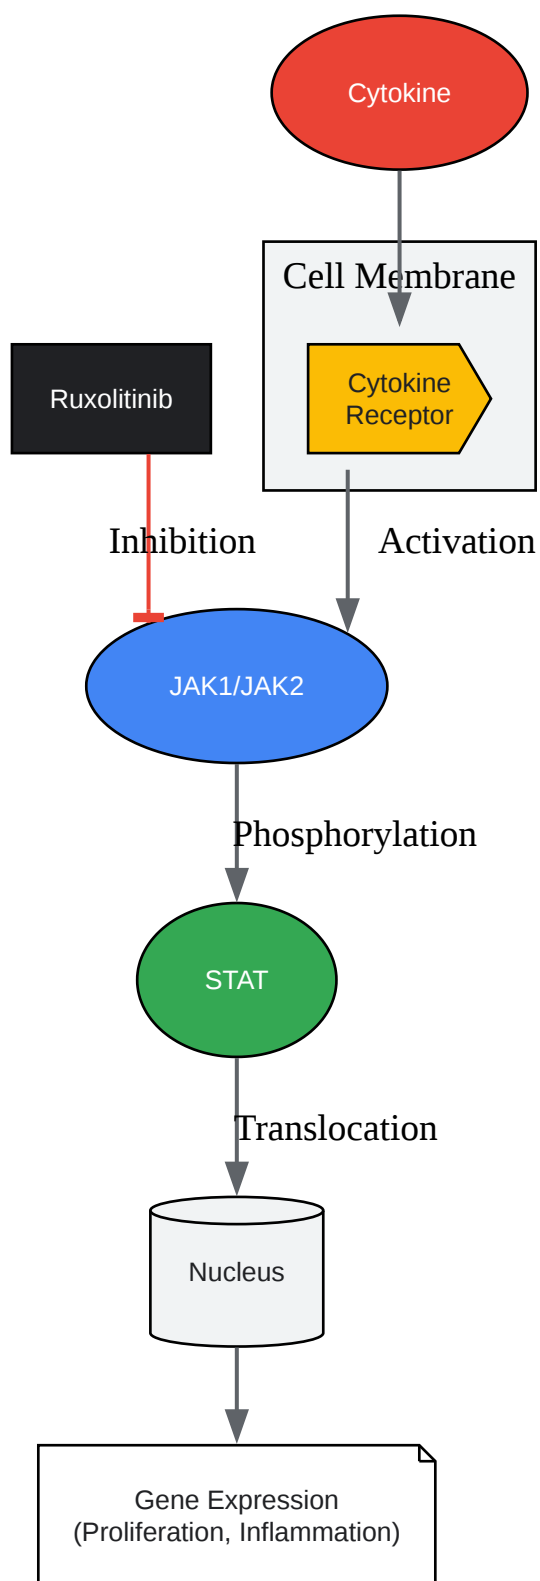 Cytokine
Cell Membrane
Ruxolitinib
Cytokine
Receptor
Inhibition
Activation
JAK1/JAK2
Phosphorylation
STAT
Translocation
Nucleus
Gene Expression
(Proliferation, Inflammation)